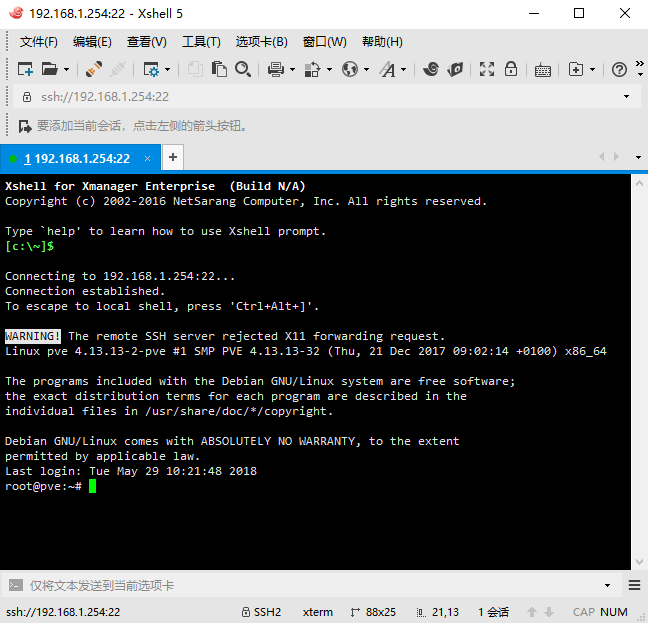 192.168.1.254:22 - Xshell 5
文件(F) 编辑(E) 查看(V) 工具(T) 选项卡(B) 窗口(W) 帮助(H)
ssh://192.168.1.254:22
要添加当前会话，点击左侧的箭头按钮。
1 192.168.1.254:22 × +
Xshell for Xmanager Enterprise (Build N/A)
Copyright (c) 2002-2016 NetSarang Computer, Inc. All rights reserved.
Type `help' to learn how to use Xshell prompt.
[c:\~]$
Connecting to 192.168.1.254:22...
Connection established.
To escape to local shell, press 'Ctrl+Alt+]'.
WARNING! The remote SSH server rejected X11 forwarding request.
Linux pve 4.13.13-2-pve #1 SMP PVE 4.13.13-32 (Thu, 21 Dec 2017 09:02:14 +0100) x86_64
The programs included with the Debian GNU/Linux system are free software;
the exact distribution terms for each program are described in the
individual files in /usr/share/doc/*/copyright.
Debian GNU/Linux comes with ABSOLUTELY NO WARRANTY, to the extent
permitted by applicable law.
Last login: Tue May 29 10:21:48 2018
root@pve:~#
仅将文本发送到当前选项卡
ssh://192.168.1.254:22 SSH2 xterm 88x25 21,13 1 会话 CAP NUM